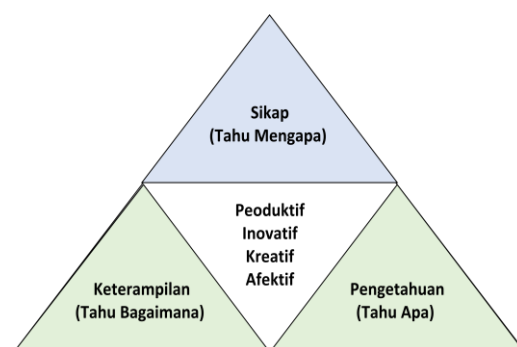 Sikap
(Tahu Mengapa)
Peoduktif
Inovatif
Kreatif
Afektif
Keterampilan
(Tahu Bagaimana)
Pengetahuan
(Tahu Apa)